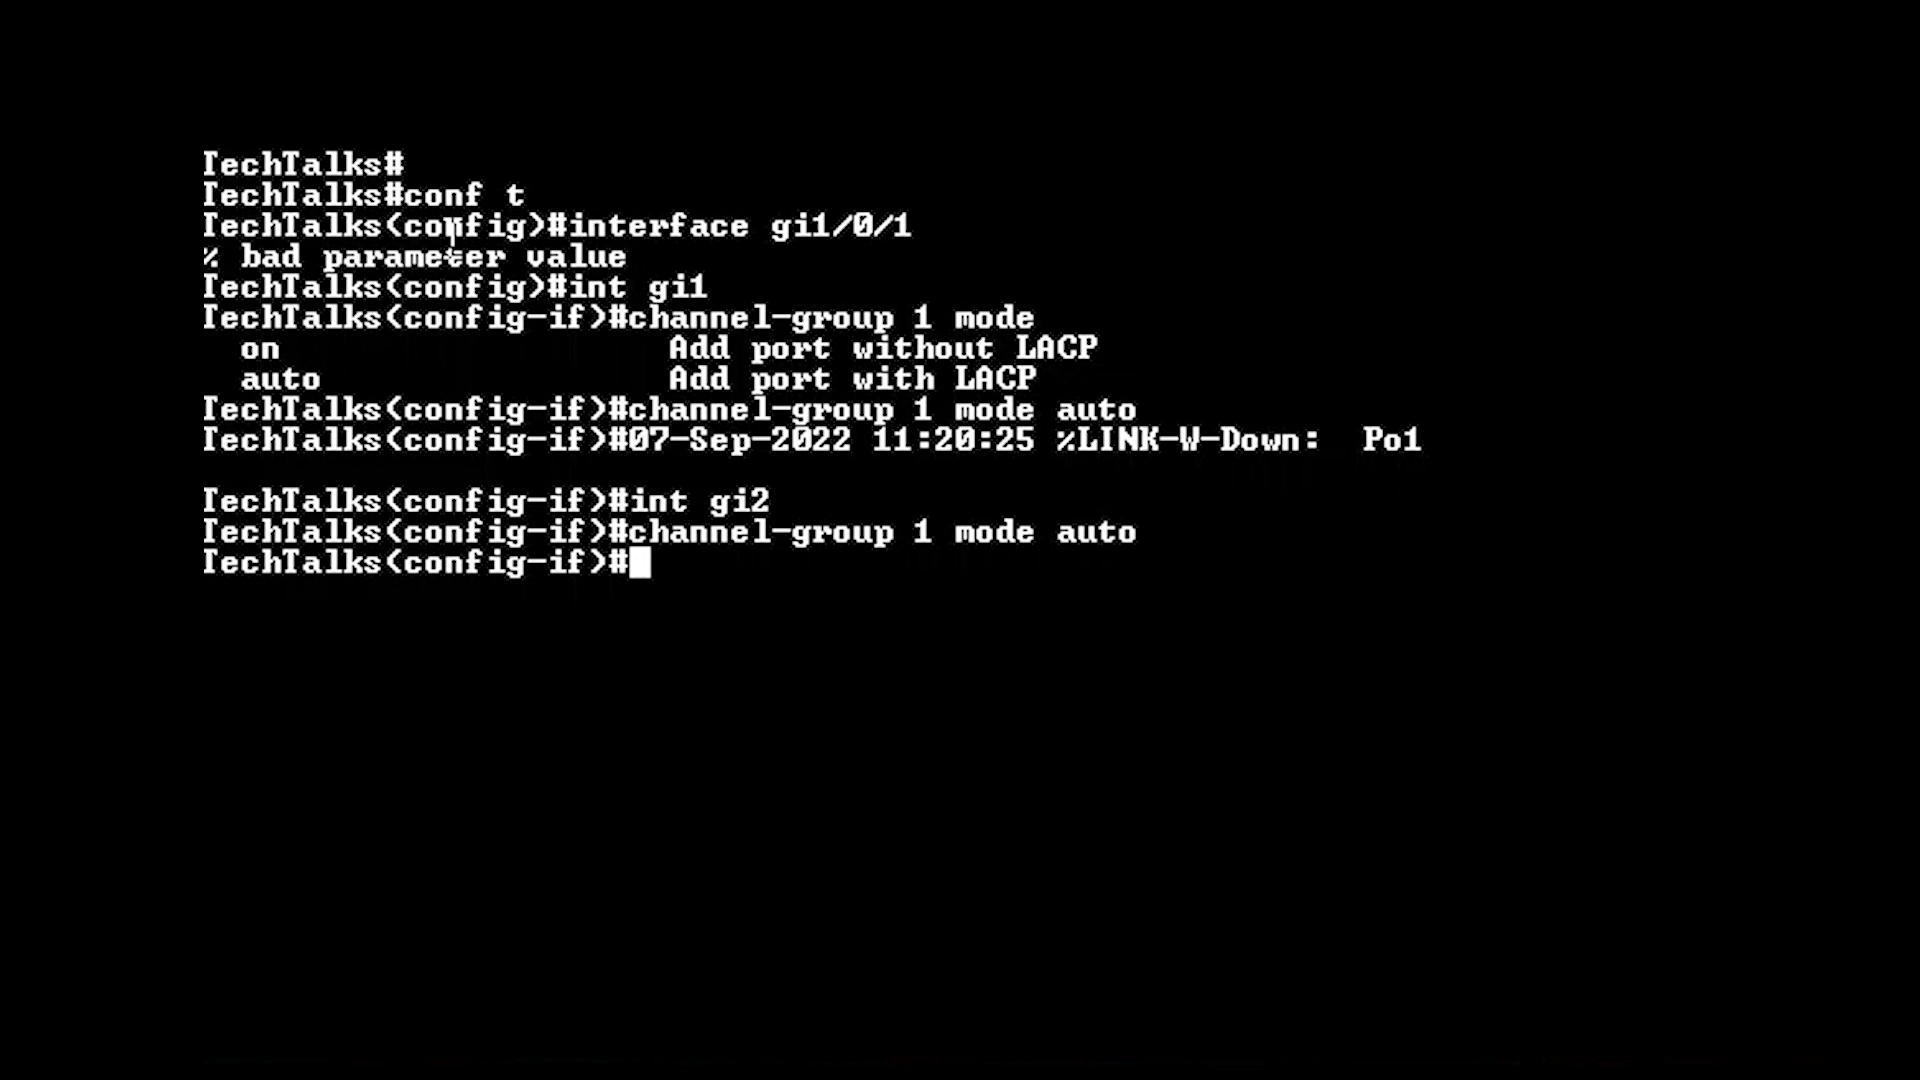 TechTalks#
TechTalks#conf t
TechTalks(config)#interface gi1/0/1
% bad parameter value
TechTalks(config)#int gi1
TechTalks(config-if)#channel-group 1 mode
on Add port without LACP
auto Add port with LACP
TechTalks(config-if)#channel-group 1 mode auto
TechTalks(config-if)#07-Sep-2022 11:20:25 %LINK-W-Down: Po1
TechTalks(config-if)#int gi2
TechTalks(config-if)#channel-group 1 mode auto
TechTalks(config-if)#